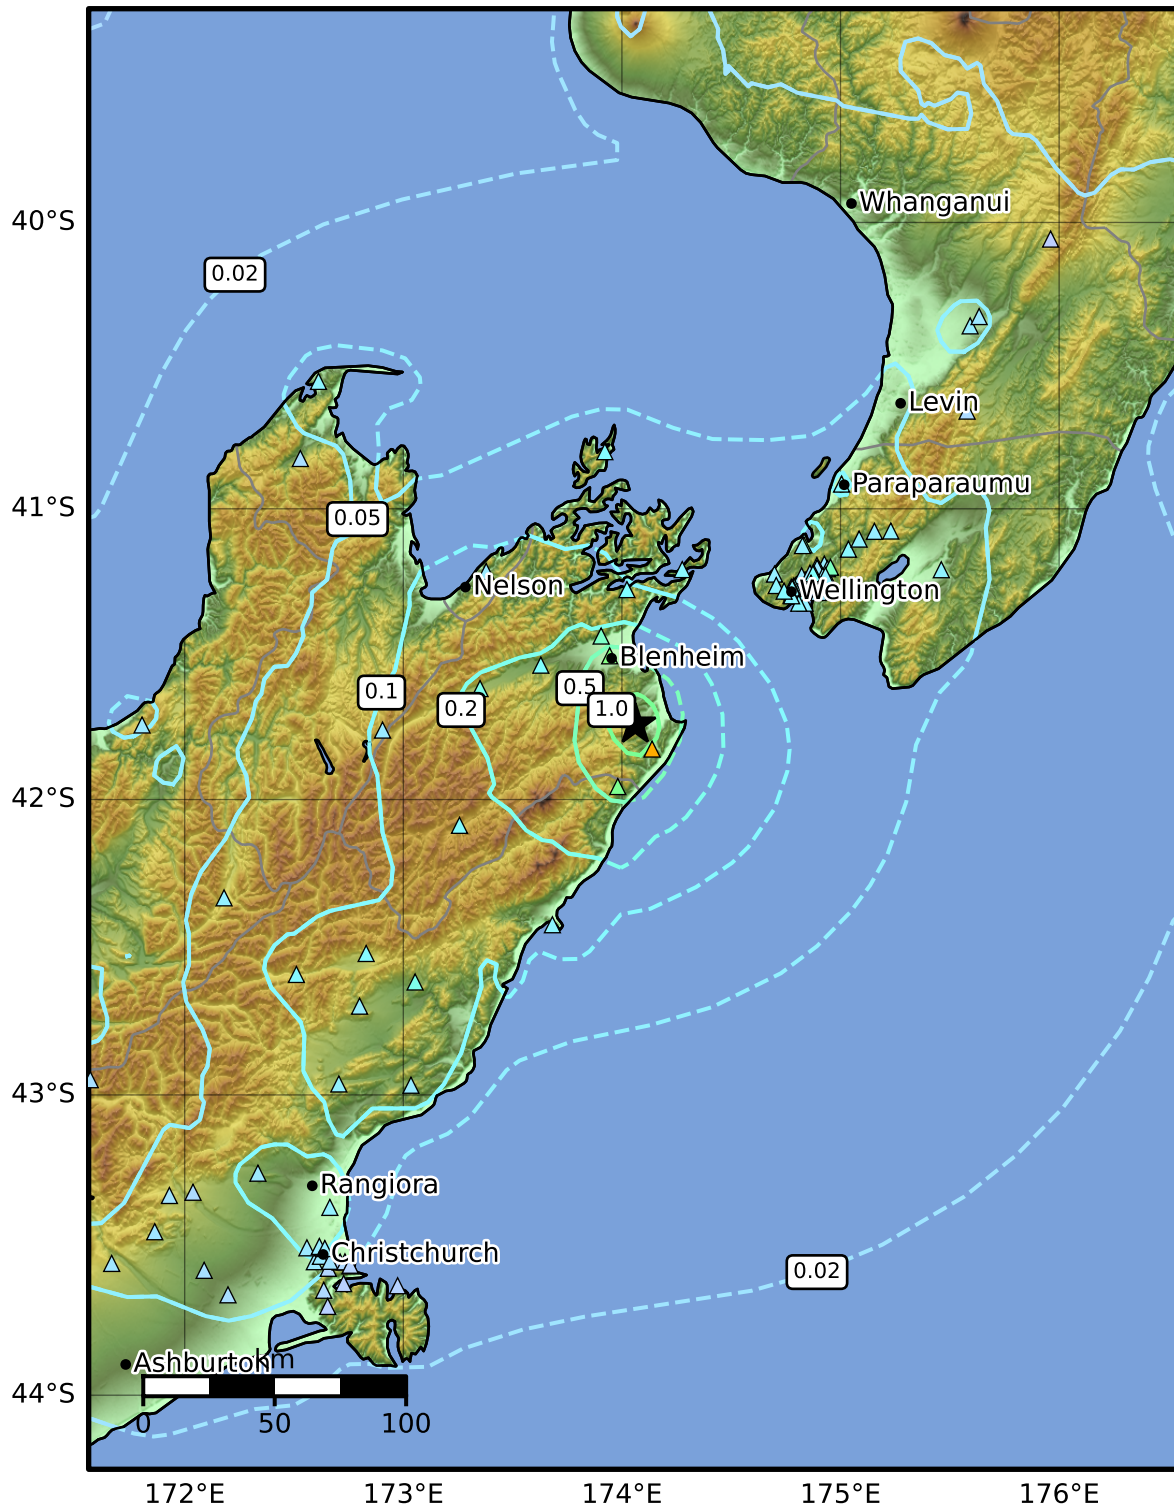 Whanganui
40°S
0.02
Levin
Paraparaumu
41°S
0.05
Nelson
Wellington
Blenheim
0.1
0.2
0.5
1.0
42°S
43°S
Rangiora
Christchurch
0.02
Ashburton
km
44°S
0
50
100
172°E
173°E
174°E
175°E
176°E